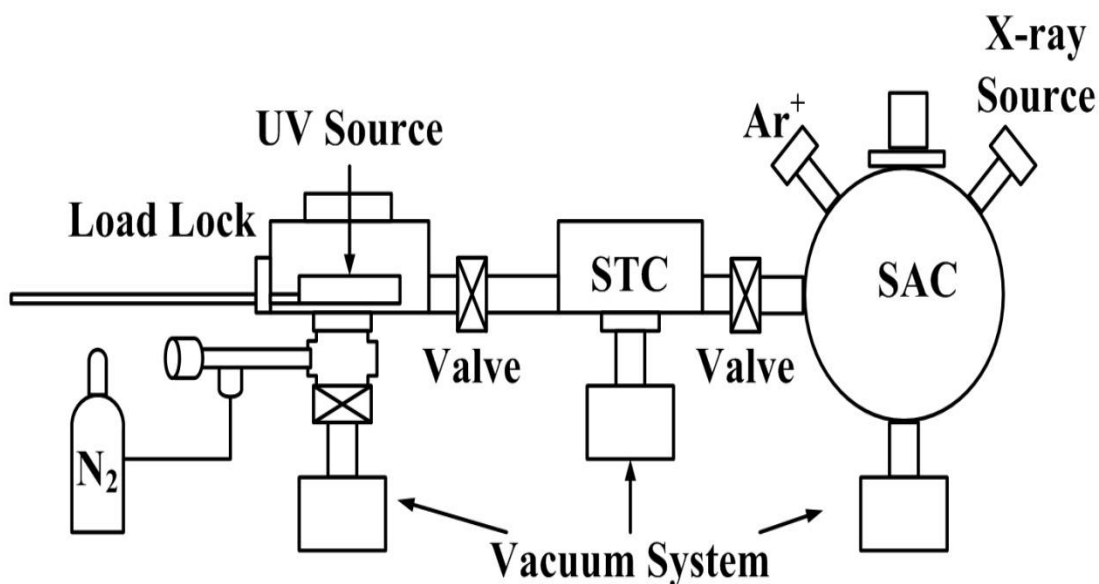 X-ray
Source
Ar⁺
UV Source
Load Lock
STC
SAC
Valve
Valve
N₂
Vacuum System